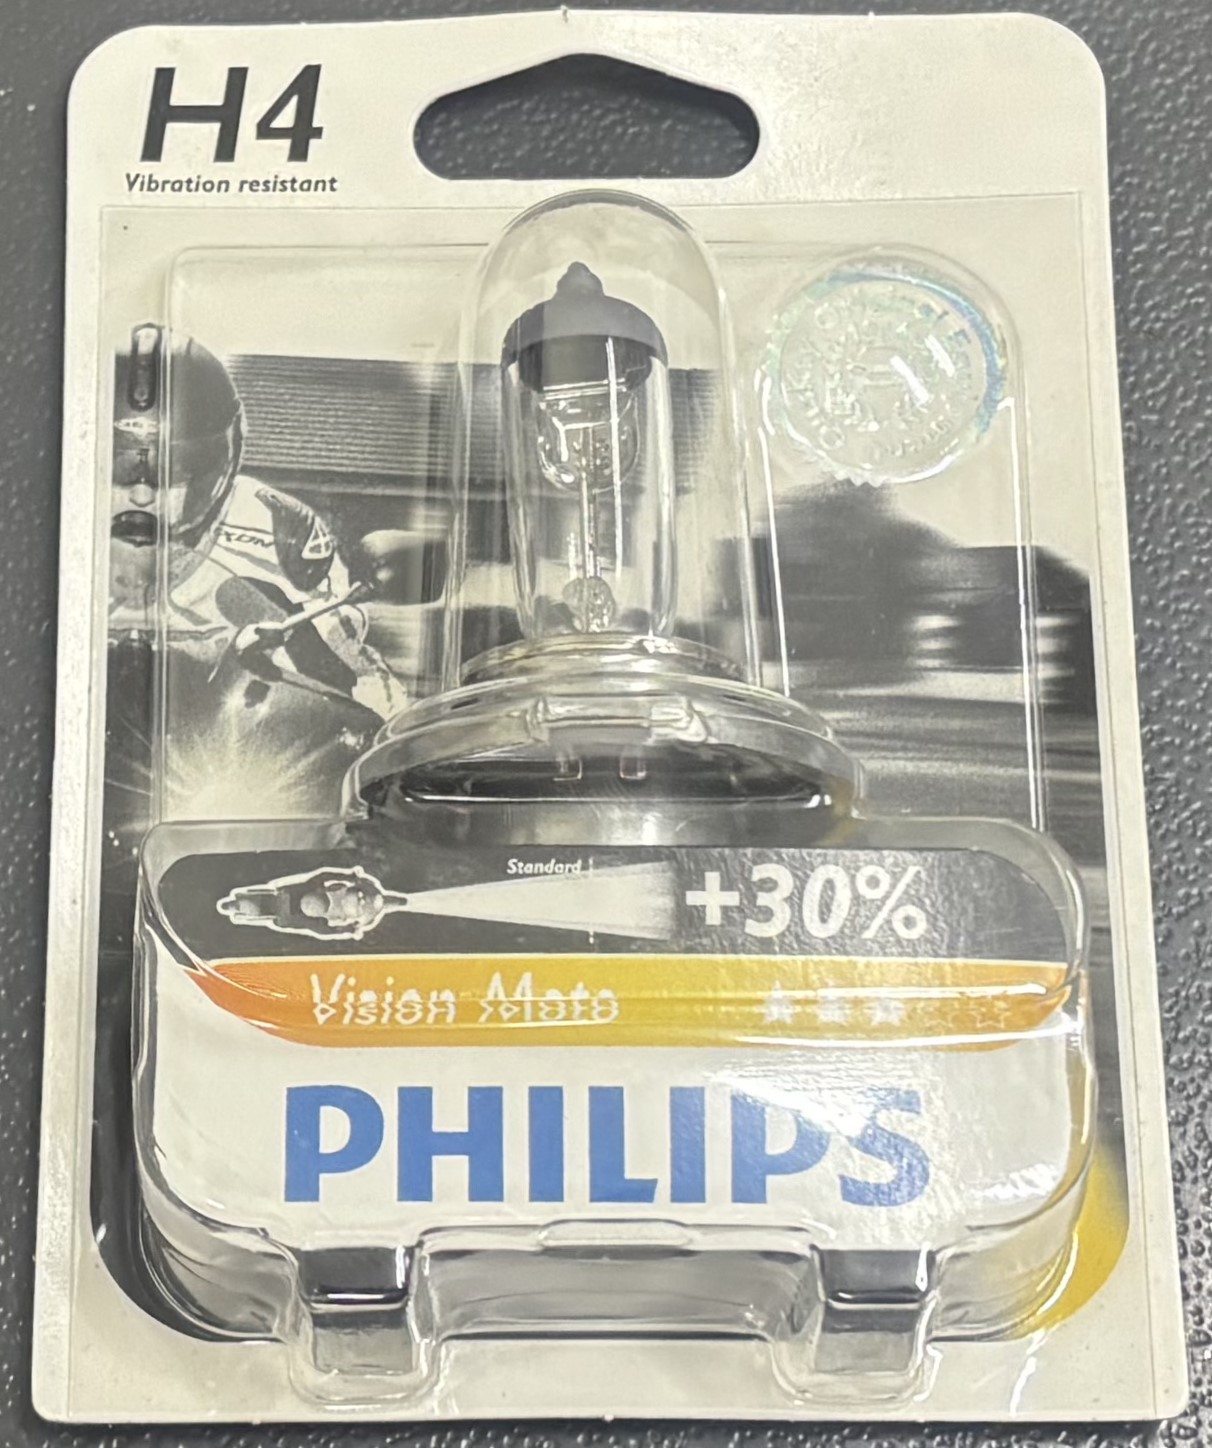 H4
Vibration resistant
Standard
+30%
Vision Moto
PHILIPS